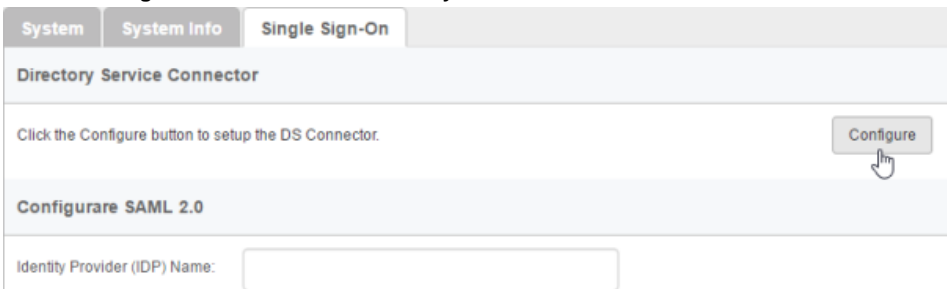 System System Info Single Sign-On
Directory Service Connector
Click the Configure button to setup the DS Connector. Configure
Configurare SAML 2.0
Identity Provider (IDP) Name: